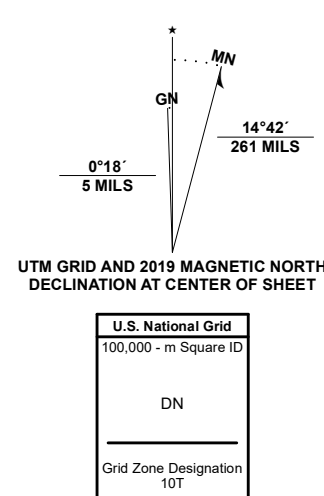 ★
MN
GN
14°42´
261 MILS
0°18´
5 MILS
UTM GRID AND 2019 MAGNETIC NORTH
DECLINATION AT CENTER OF SHEET
U.S. National Grid
100,000 - m Square ID
DN
Grid Zone Designation
10T